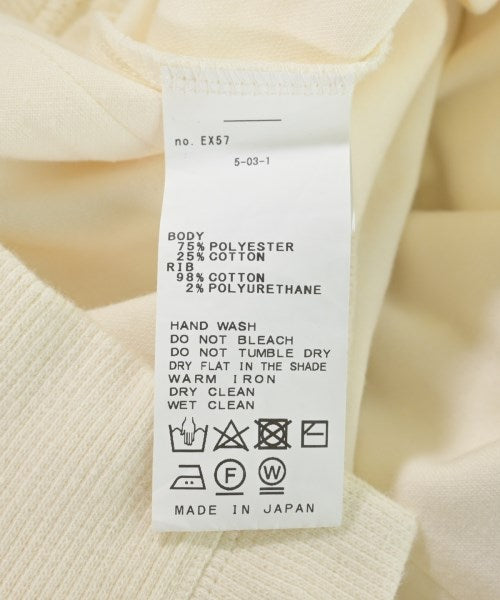 no. EX57
5-03-1
BODY
75% POLYESTER
25% COTTON
RIB
98% COTTON
2% POLYURETHANE
HAND WASH
DO NOT BLEACH
DO NOT TUMBLE DRY
DRY FLAT IN THE SHADE
WARM IRON
DRY CLEAN
WET CLEAN
F W
MADE IN JAPAN